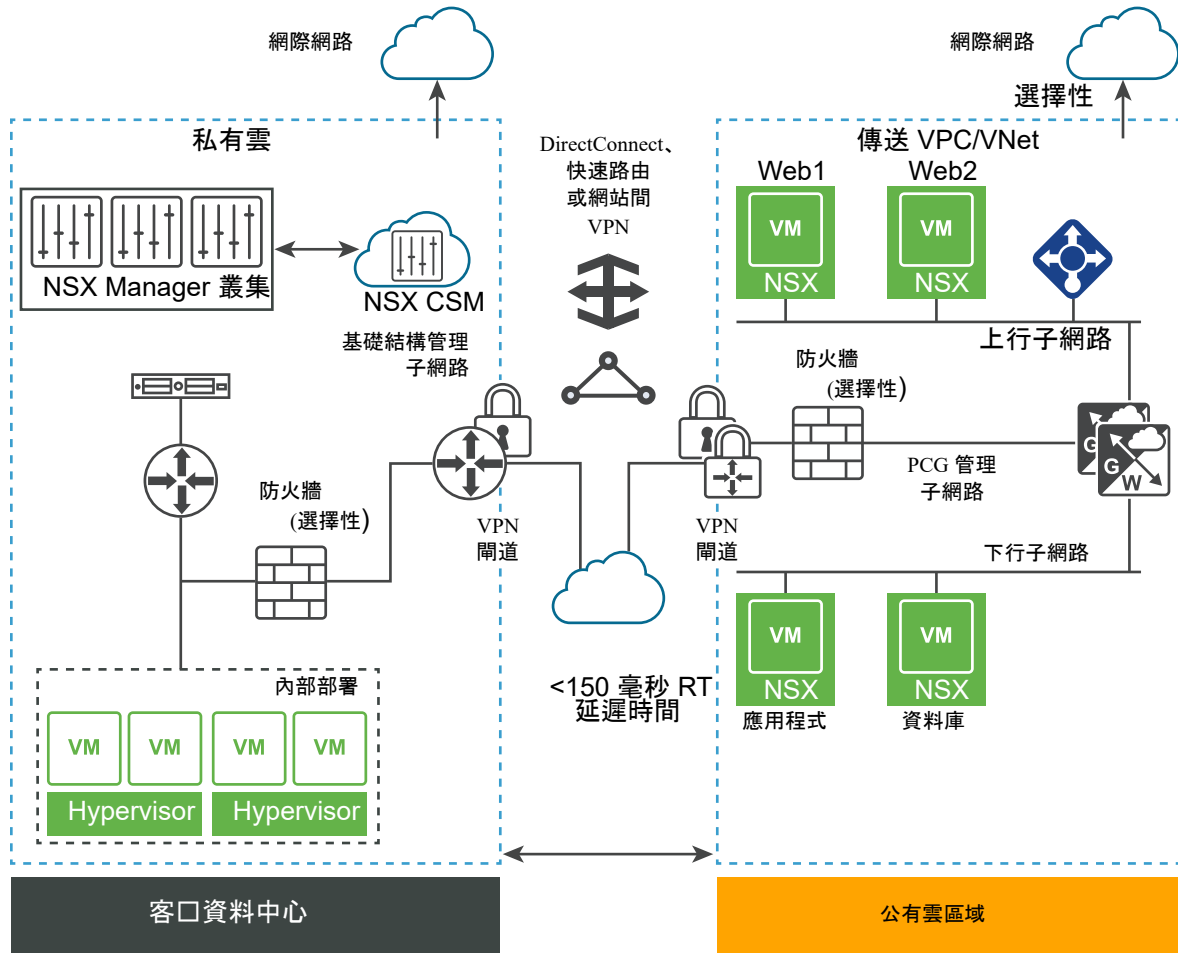 網際網路
網際網路
選擇性
私有雲
NSX Manager 叢集
NSX CSM
基礎結構管理
子網路
防火牆
(選擇性)
VPN
閘道
內部部署
VM
VM
VM
VM
Hypervisor
Hypervisor
客口資料中心
DirectConnect、
快速路由
或網站間
VPN
<150 毫秒 RT
延遲時間
傳送 VPC/VNet
Web1
Web2
VM
NSX
VM
NSX
上行子網路
防火牆
(選擇性)
G
G
W
PCG 管理
子網路
VPN
閘道
下行子網路
VM
NSX
VM
NSX
應用程式
資料庫
公有雲區域